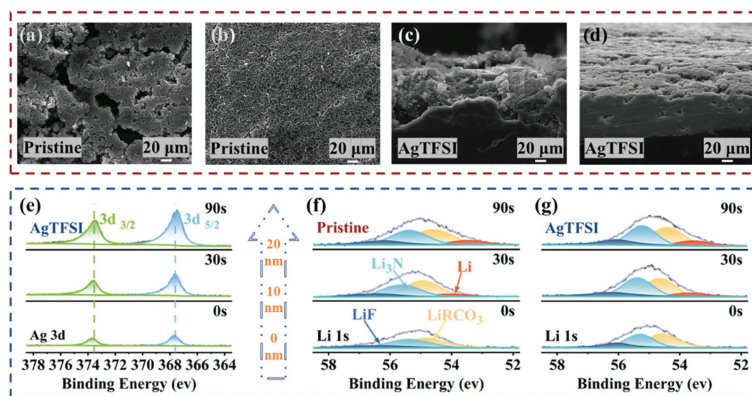 (a)
Pristine
20 μm
(b)
Pristine
20 μm
(c)
AgTFSI
20 μm
(d)
AgTFSI
20 μm
(e)
90s
AgTFSI
3d 3/2
3d 5/2
30s
0s
Ag 3d
378 376 374 372 370 368 366 364
Binding Energy (ev)
20
nm
10
nm
0
nm
(f)
90s
Pristine
30s
Li₃N
Li
0s
LiF
LiRCO₃
Li 1s
58 56 54 52
Binding Energy (ev)
(g)
90s
AgTFSI
30s
0s
Li 1s
58 56 54 52
Binding Energy (ev)